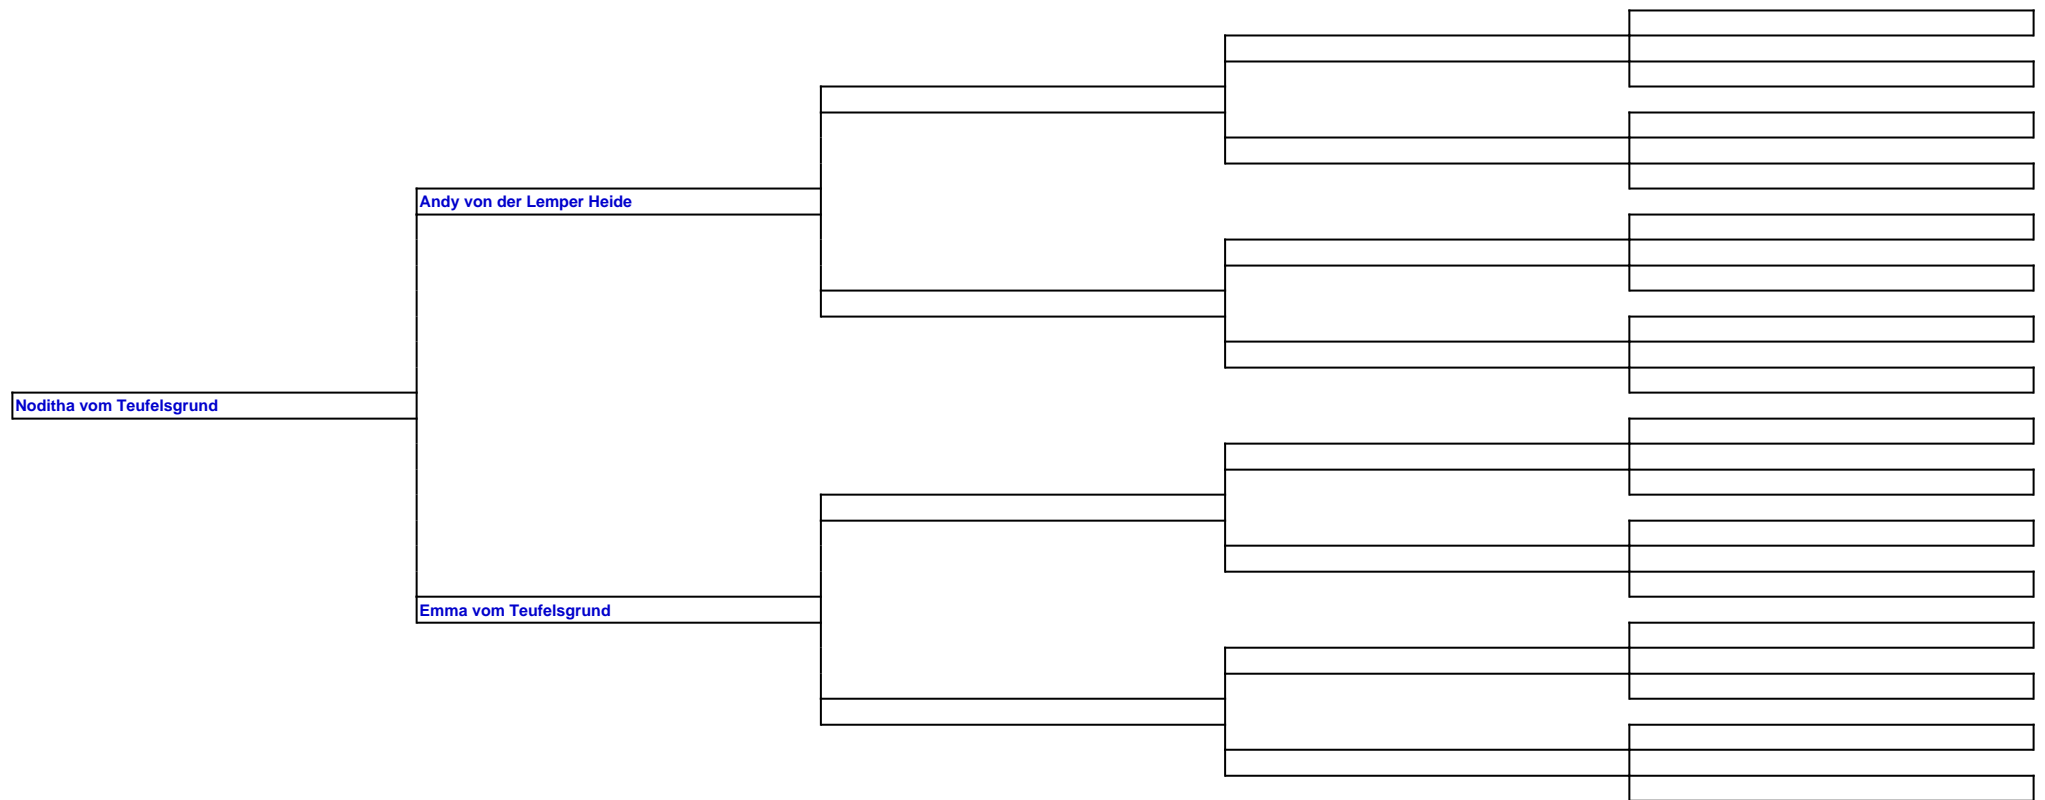 Andy von der Lemper Heide
Noditha vom Teufelsgrund
Emma vom Teufelsgrund